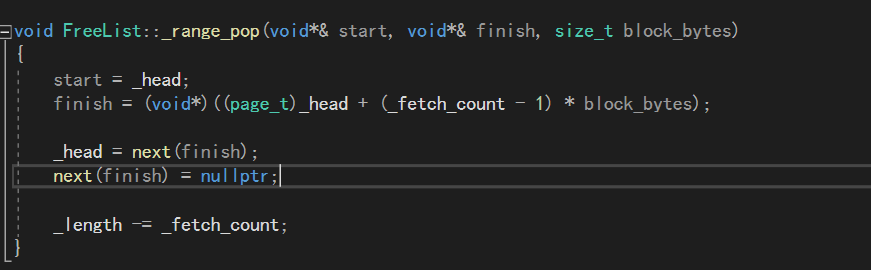 void FreeList::_range_pop(void*& start, void*& finish, size_t block_bytes)
{
start = _head;
finish = (void*)((page_t)_head + (_fetch_count - 1) * block_bytes);
_head = next(finish);
next(finish) = nullptr;
_length -= _fetch_count;
}